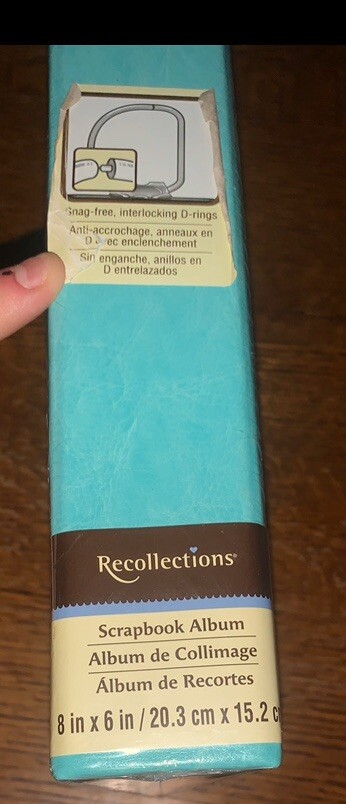 Snag-free, interlocking D-rings
Anti-accrochage, anneaux en
D avec enclenchement
Sin enganche, anillos en
D entrelazados
Recollections®
Scrapbook Album
Album de Collimage
Álbum de Recortes
8 in x 6 in / 20.3 cm x 15.2 c